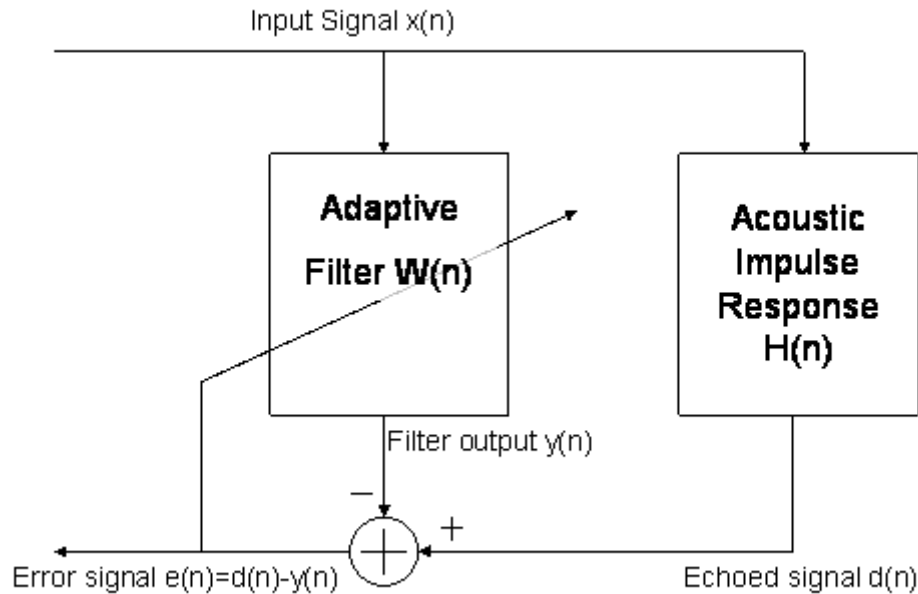 Input Signal x(n)
Adaptive
Filter W(n)
Acoustic
Impulse
Response
H(n)
Filter output y(n)
−
+
Error signal e(n)=d(n)-y(n)
Echoed signal d(n)